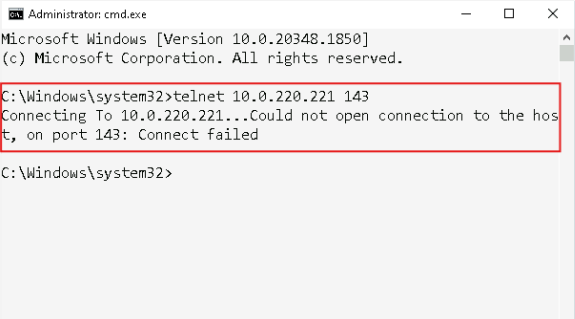 Administrator: cmd.exe
Microsoft Windows [Version 10.0.20348.1850]
(c) Microsoft Corporation. All rights reserved.
C:\Windows\system32>telnet 10.0.220.221 143
Connecting To 10.0.220.221...Could not open connection to the hos
t, on port 143: Connect failed
C:\Windows\system32>